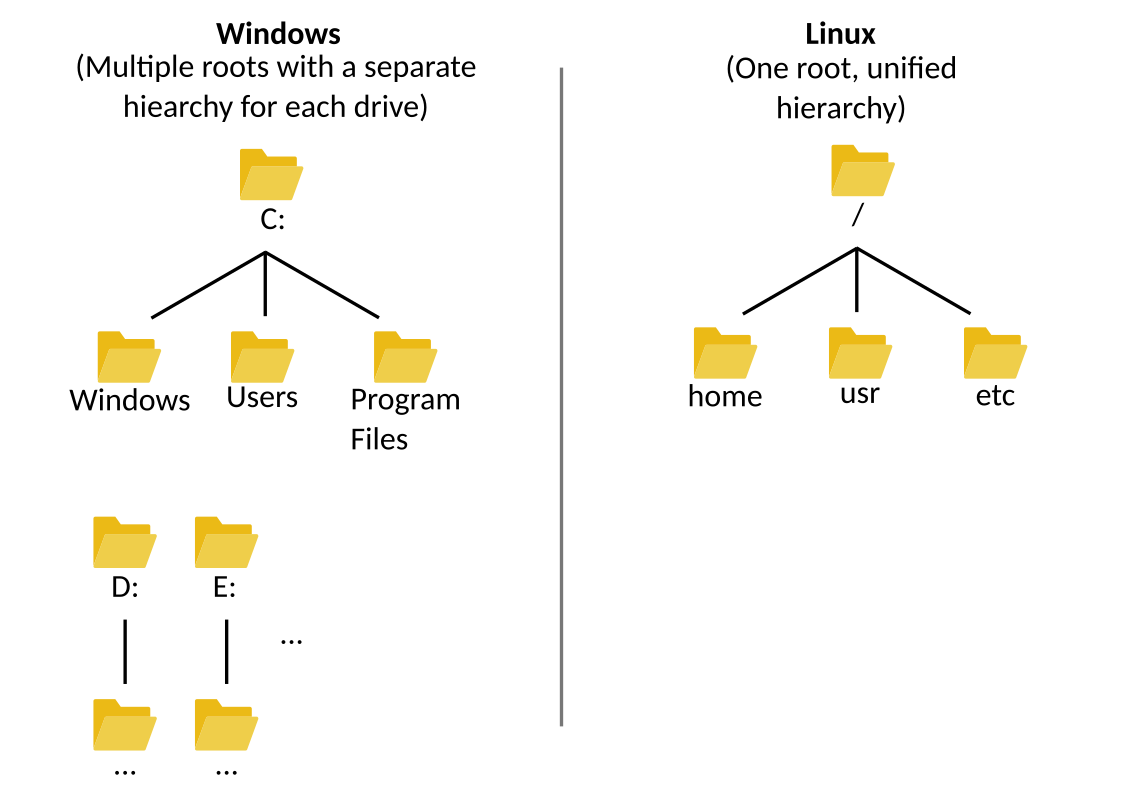 Windows
(Multiple roots with a separate
hiearchy for each drive)
C:
Windows
Users
Program
Files
D:
E:
...
...
...
Linux
(One root, unified
hierarchy)
/
home
usr
etc